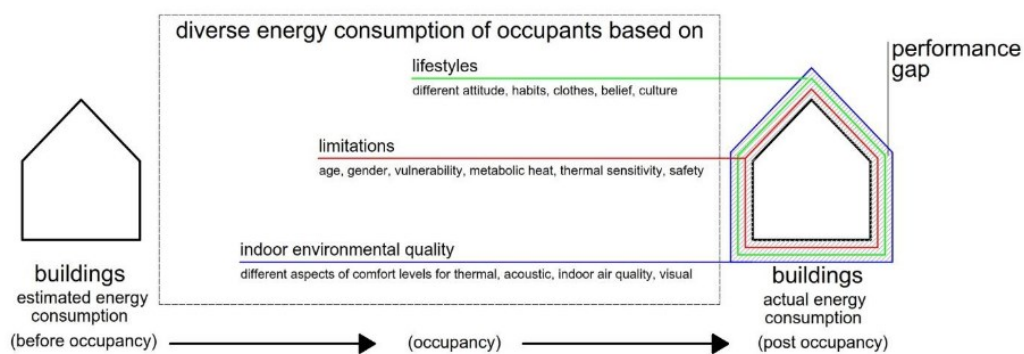 diverse energy consumption of occupants based on
lifestyles
different attitude, habits, clothes, belief, culture
limitations
age, gender, vulnerability, metabolic heat, thermal sensitivity, safety
indoor environmental quality
different aspects of comfort levels for thermal, acoustic, indoor air quality, visual
performance
gap
buildings
estimated energy
consumption
(before occupancy)
(occupancy)
buildings
actual energy
consumption
(post occupancy)